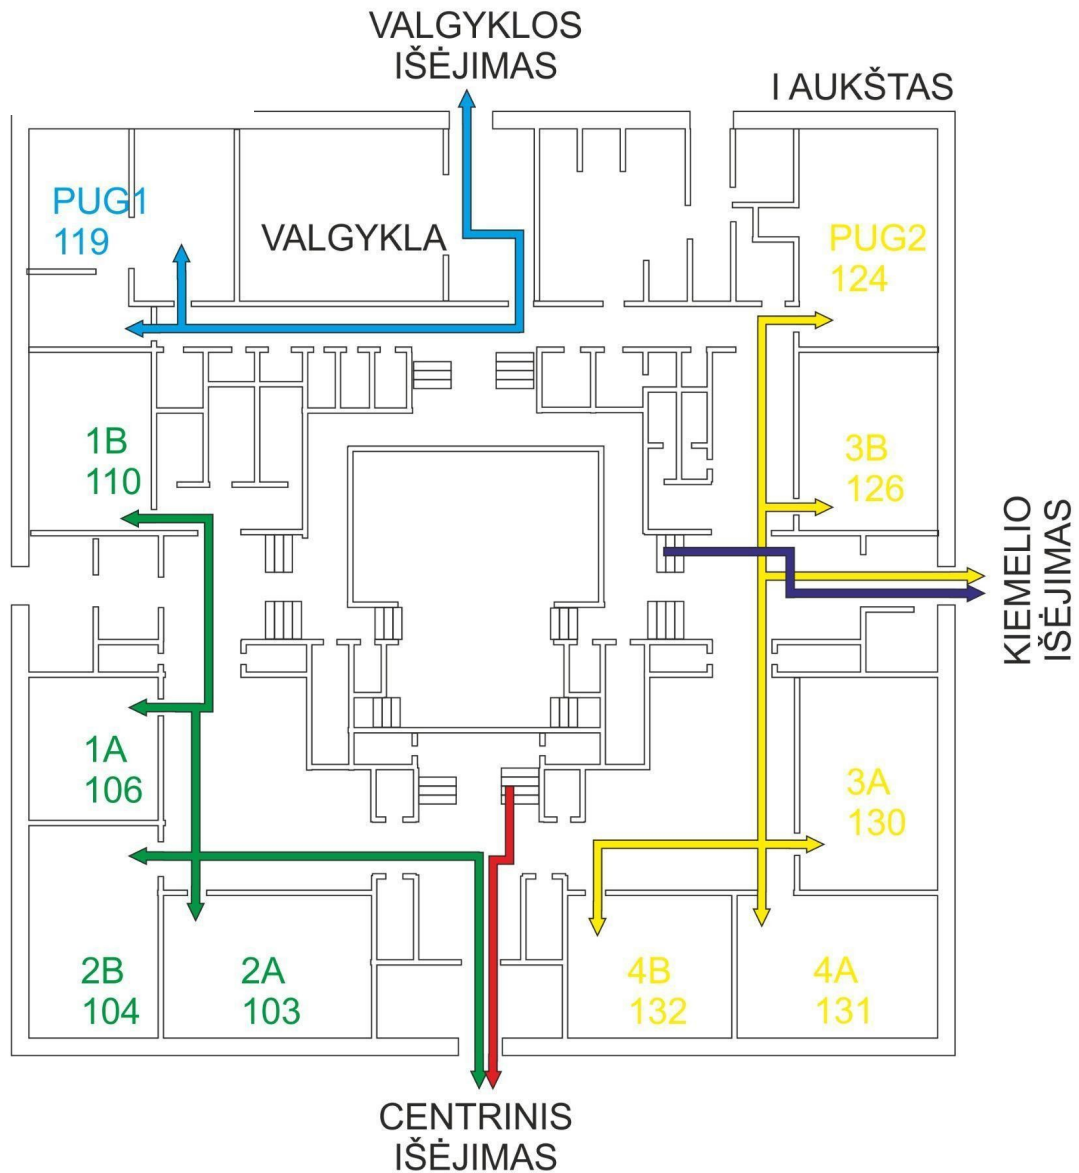 VALGYKLOS
IŠĖJIMAS
I AUKŠTAS
PUG1
119
VALGYKLA
PUG2
124
1B
110
3B
126
KIEMELIO
IŠĖJIMAS
1A
106
3A
130
2B
104
2A
103
4B
132
4A
131
CENTRINIS
IŠĖJIMAS